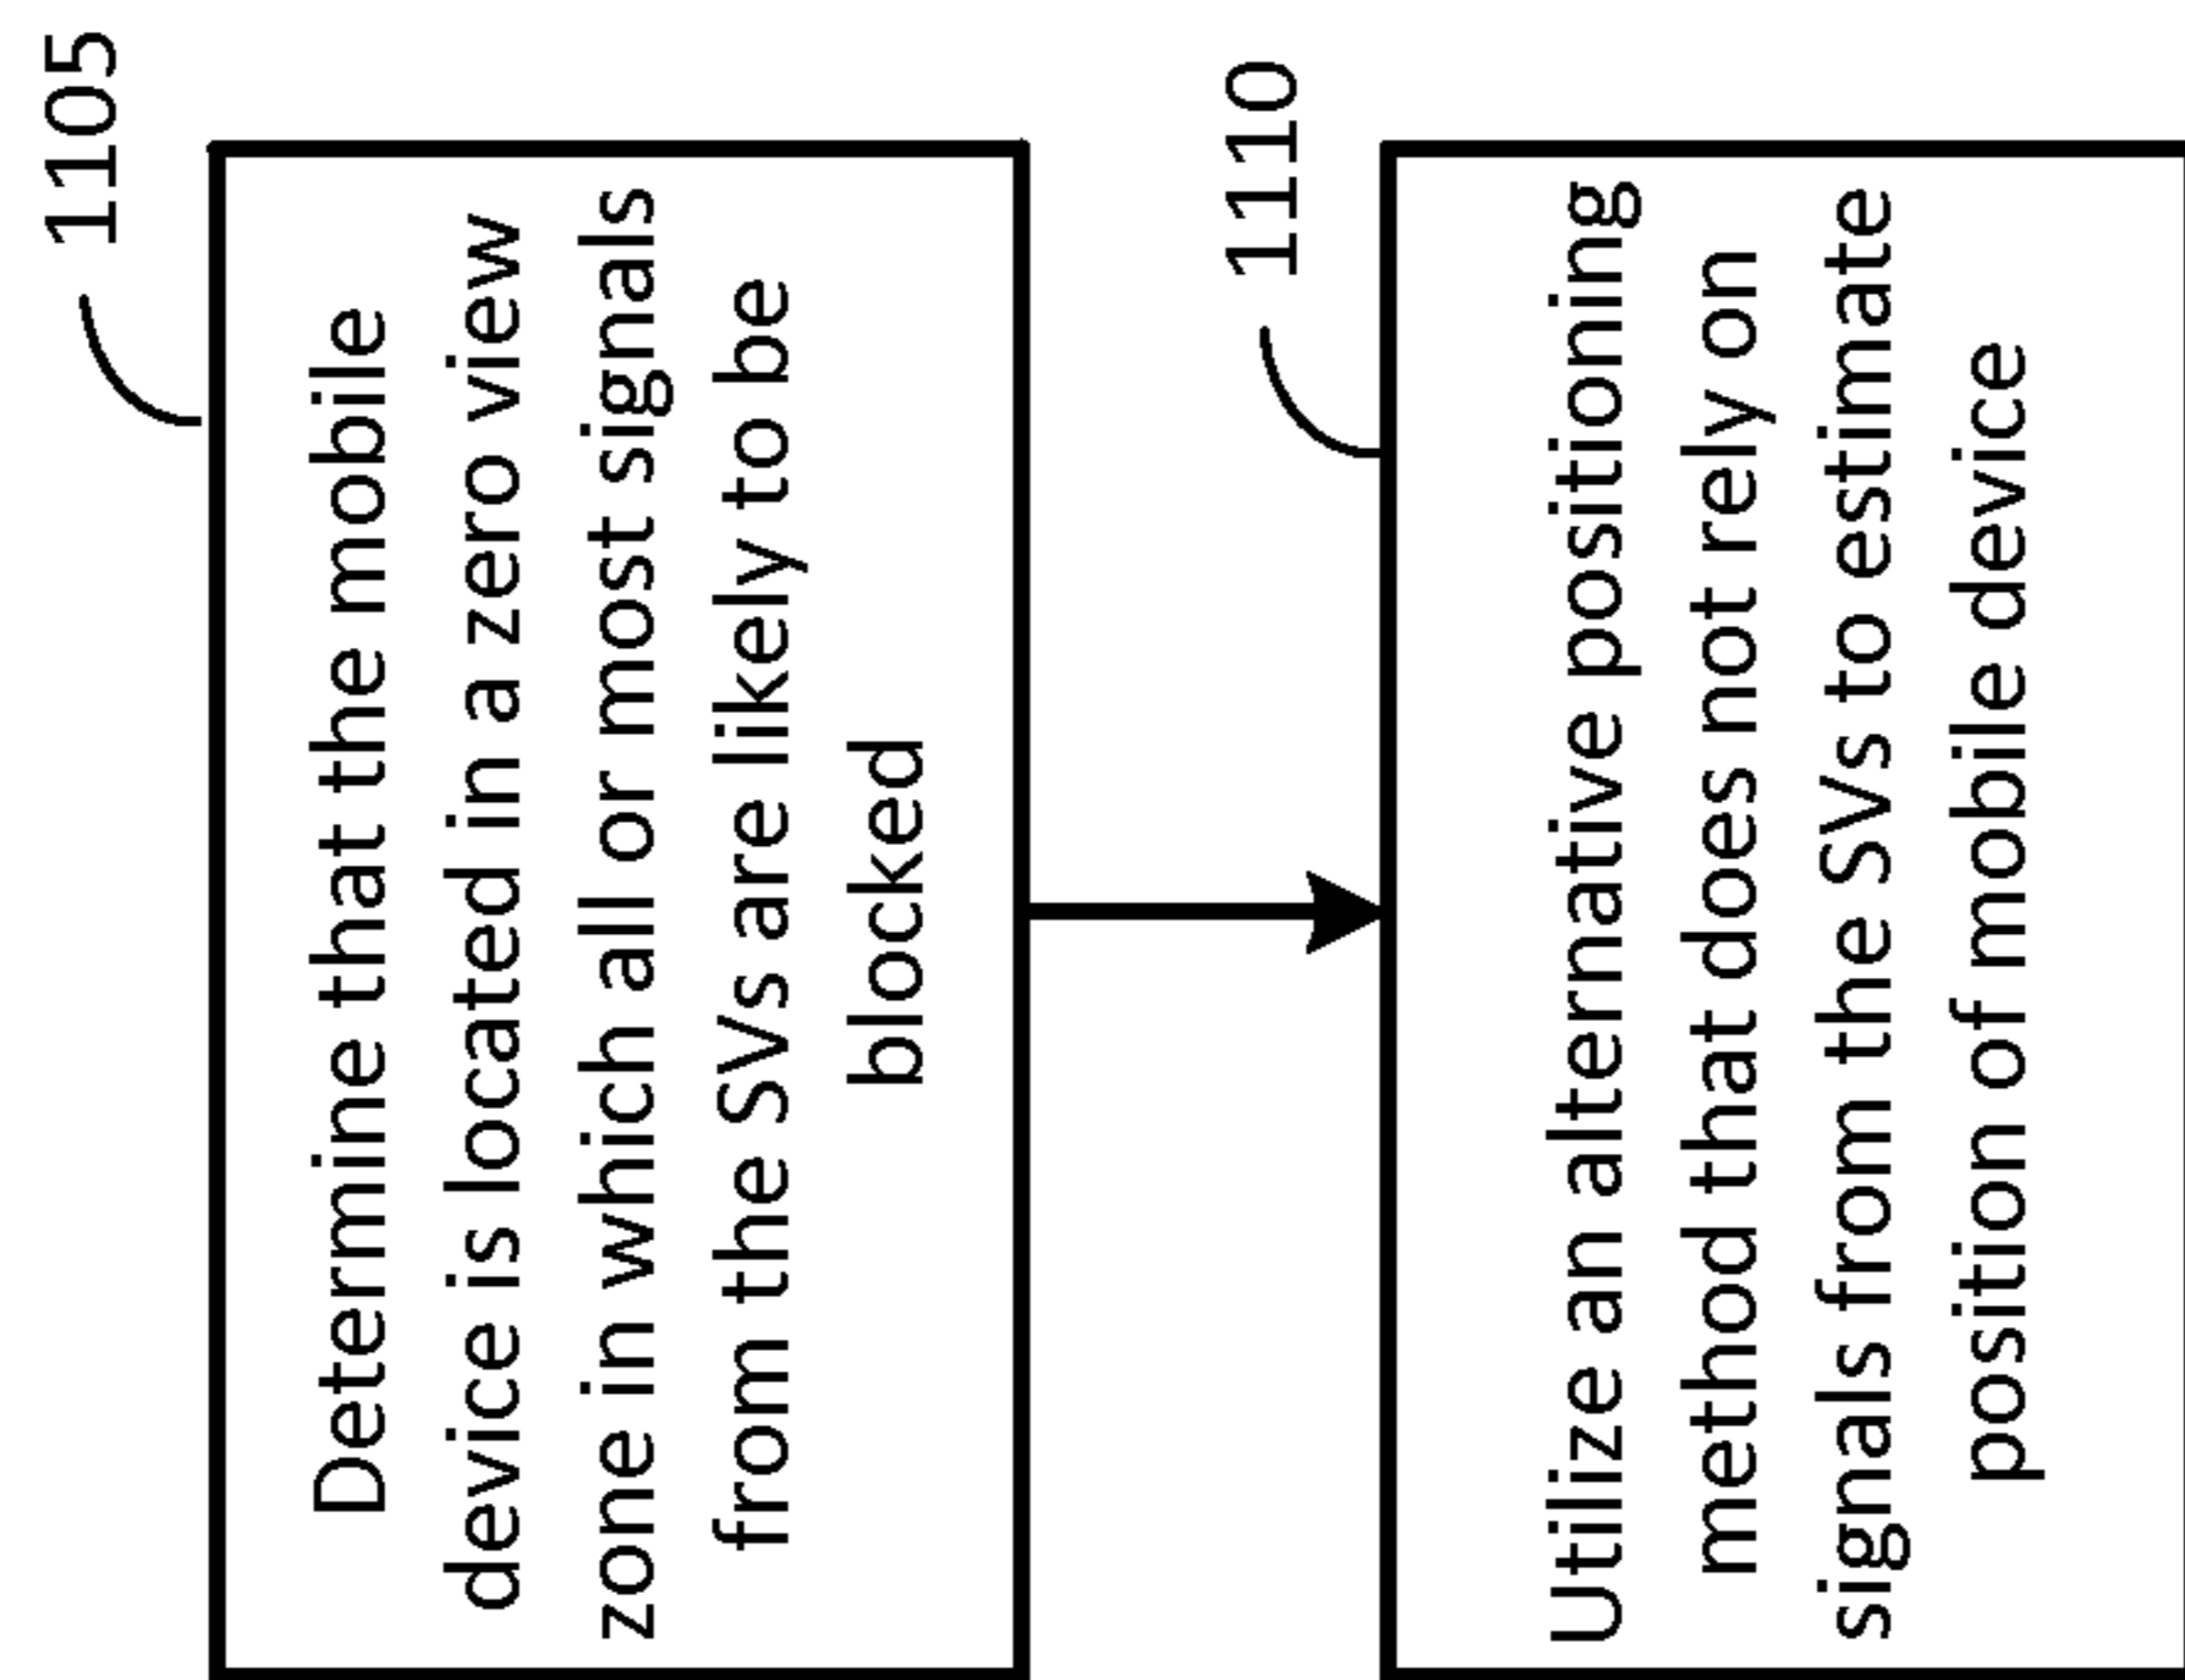 1105
Determine that the mobile
device is located in a zero view
zone in which all or most signals
from the SVs are likely to be
blocked
1110
Utilize an alternative positioning
method that does not rely on
signals from the SVs to estimate
position of mobile device